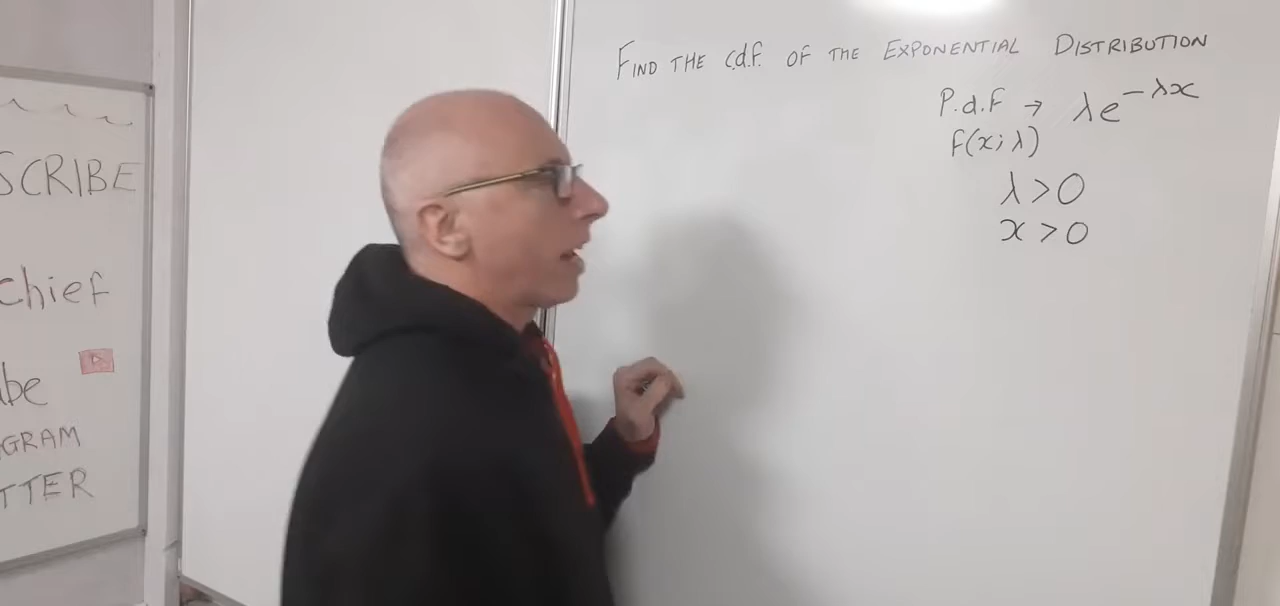 FIND THE c.d.f. OF THE EXPONENTIAL DISTRIBUTION
P.d.F → λe^{-λx}
f(x;λ)
λ>0
x>0
SCRIBE
chief
be
GRAM
TTER